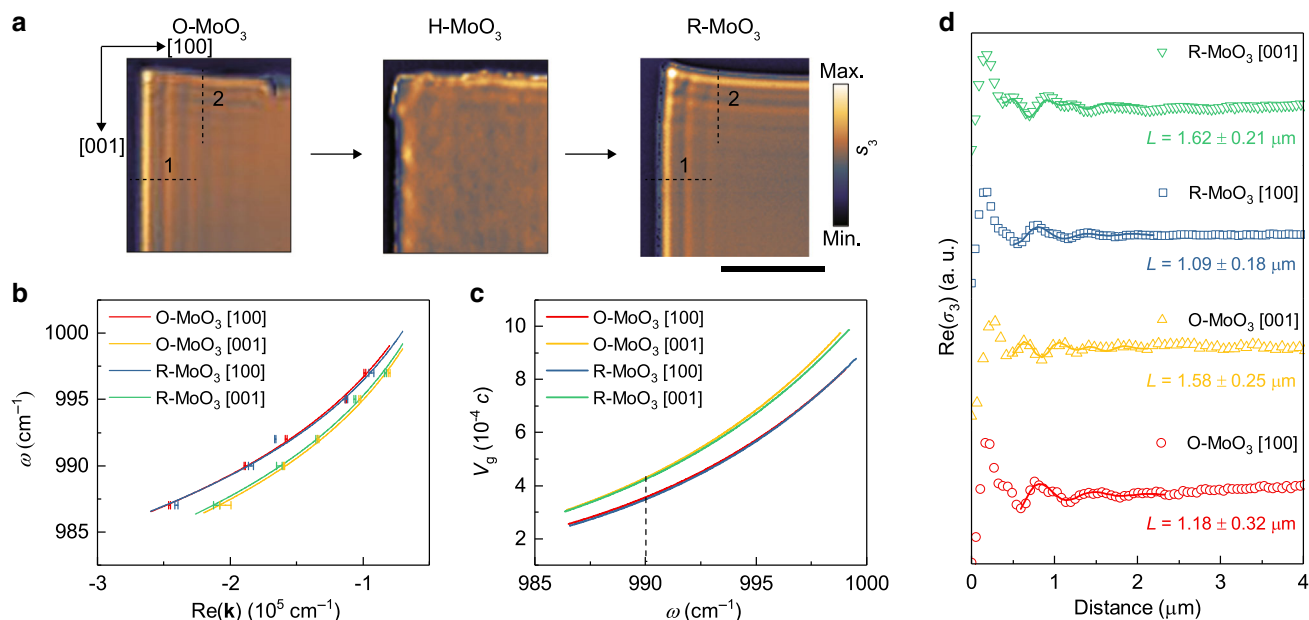 a
O-MoO₃
H-MoO₃
R-MoO₃
[100]
[001]
1
2
1
2
Max.
s₃
Min.
b
O-MoO₃ [100]
O-MoO₃ [001]
R-MoO₃ [100]
R-MoO₃ [001]
1000
995
990
985
ω (cm⁻¹)
-3
-2
-1
Re(k) (10⁵ cm⁻¹)
c
O-MoO₃ [100]
O-MoO₃ [001]
R-MoO₃ [100]
R-MoO₃ [001]
10
8
6
4
2
V_g (10⁻⁴ c)
985
990
995
1000
ω (cm⁻¹)
d
R-MoO₃ [001]
L = 1.62 ± 0.21 μm
R-MoO₃ [100]
L = 1.09 ± 0.18 μm
O-MoO₃ [001]
L = 1.58 ± 0.25 μm
O-MoO₃ [100]
L = 1.18 ± 0.32 μm
Re(σ₃) (a. u.)
0
1
2
3
4
Distance (μm)